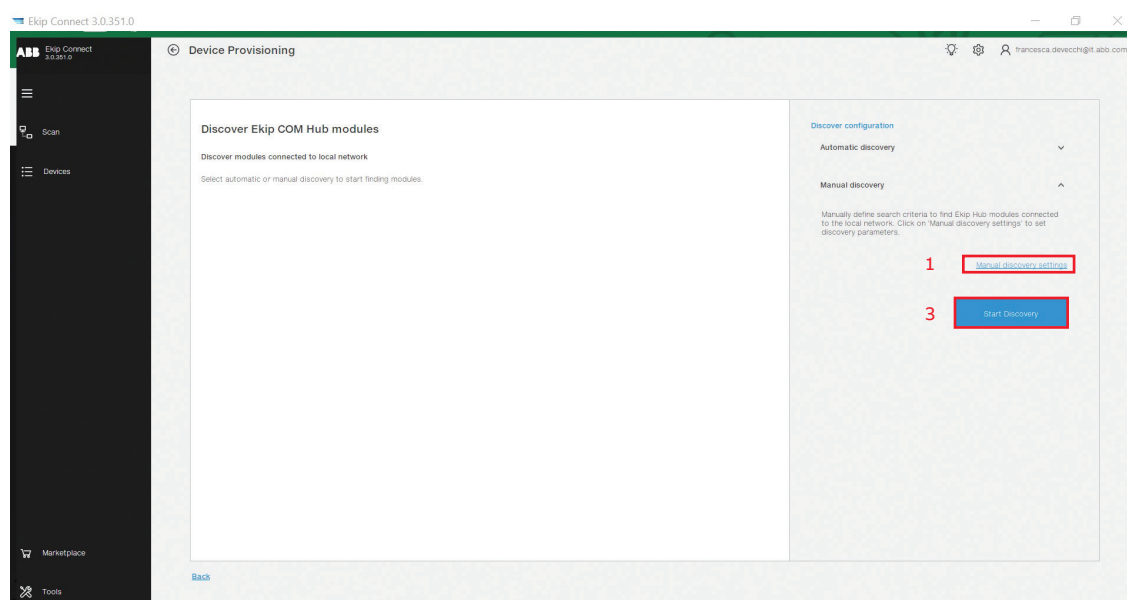 Ekip Connect 3.0.351.0
ABB Ekip Connect
3.0.351.0
Device Provisioning
francesca.devecchi@it.abb.com
Scan
Devices
Discover Ekip COM Hub modules
Discover modules connected to local network
Select automatic or manual discovery to start finding modules.
Discover configuration
Automatic discovery
Manual discovery
Manually define search criteria to find Ekip Hub modules connected
to the local network. Click on 'Manual discovery settings' to set
discovery parameters.
1 Manual discovery settings
3 Start Discovery
Marketplace
Back
Tools